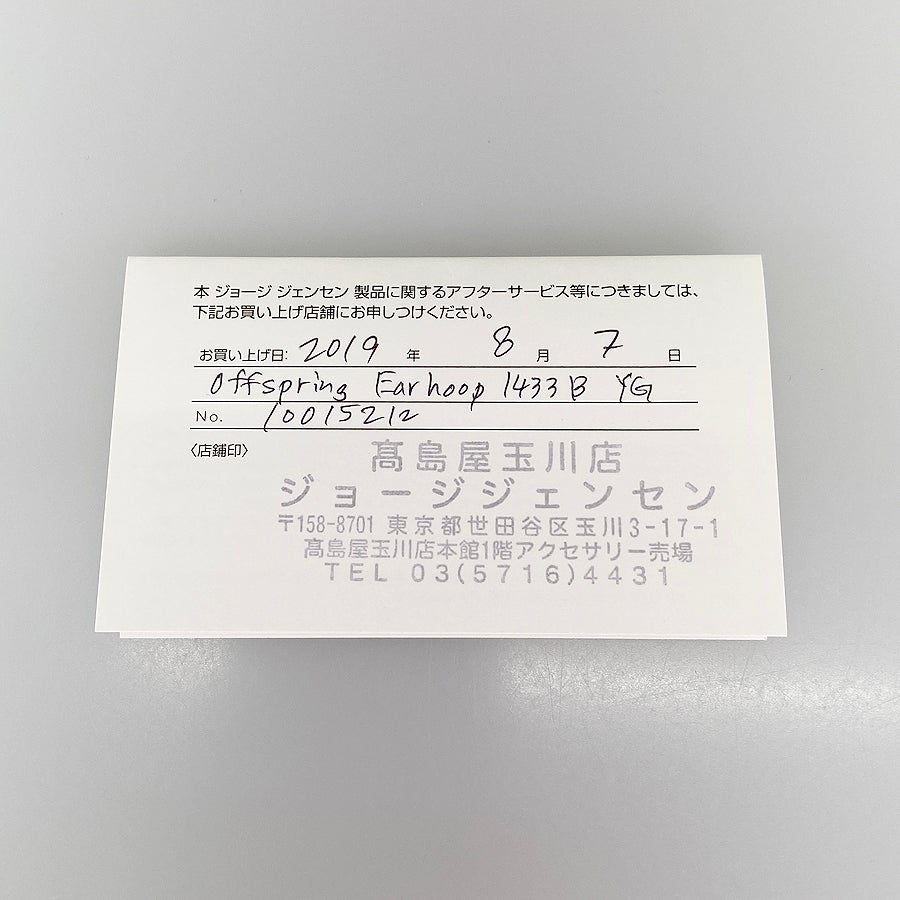 本 ジョージ ジェンセン 製品に関するアフターサービス等につきましては、
下記お買い上げ店舗にお申しつけください。
お買い上げ日: 2019 年 8 月 7 日
Offspring Earhoop 1433B YG
No. 10015212
〈店舗印〉
髙島屋玉川店
ジョージジェンセン
〒158-8701 東京都世田谷区玉川3-17-1
髙島屋玉川店本館1階アクセサリー売場
TEL 03(5716)4431